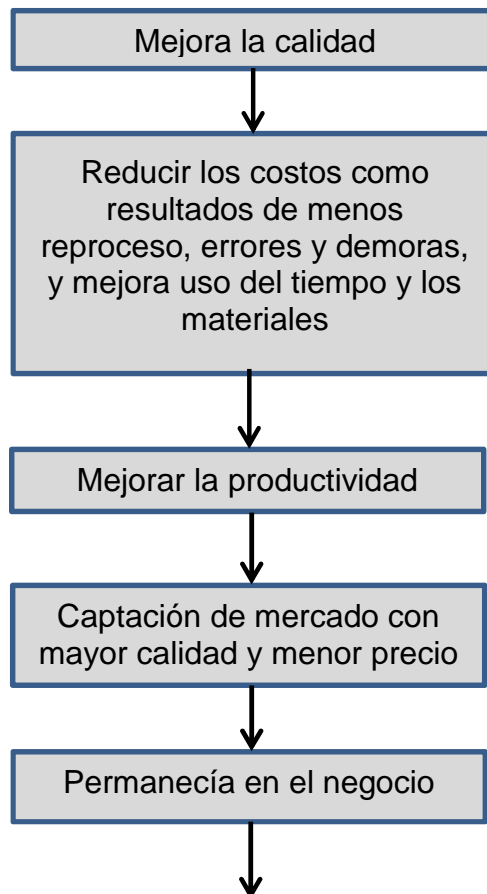 Mejora la calidad
Reducir los costos como
resultados de menos
reproceso, errores y demoras,
y mejora uso del tiempo y los
materiales
Mejorar la productividad
Captación de mercado con
mayor calidad y menor precio
Permanecía en el negocio